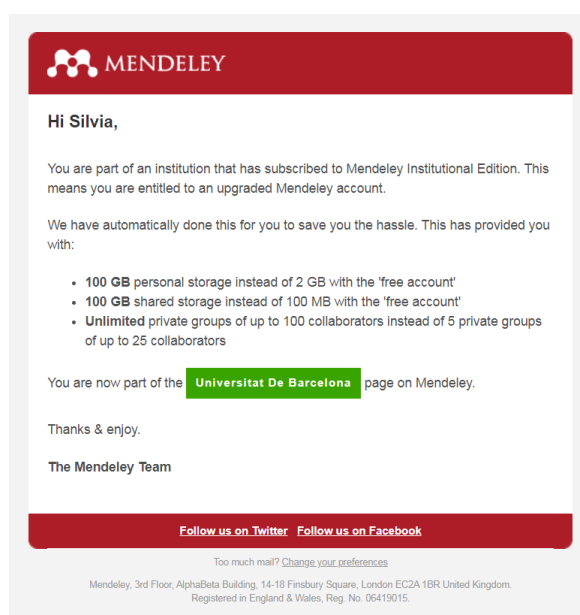 MENDELEY
Hi Silvia,
You are part of an institution that has subscribed to Mendeley Institutional Edition. This
means you are entitled to an upgraded Mendeley account.
We have automatically done this for you to save you the hassle. This has provided you
with:
• 100 GB personal storage instead of 2 GB with the 'free account'
• 100 GB shared storage instead of 100 MB with the 'free account'
• Unlimited private groups of up to 100 collaborators instead of 5 private groups
of up to 25 collaborators
You are now part of the Universitat De Barcelona page on Mendeley.
Thanks & enjoy.
The Mendeley Team
Follow us on Twitter Follow us on Facebook
Too much mail? Change your preferences
Mendeley, 3rd Floor, AlphaBeta Building, 14-18 Finsbury Square, London EC2A 1BR United Kingdom.
Registered in England & Wales, Reg. No. 06419015.